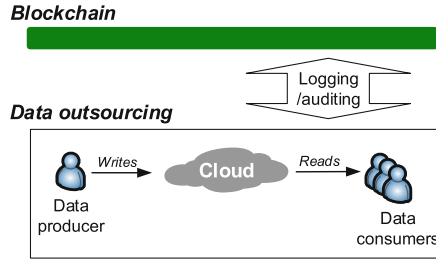 Blockchain
Logging
/auditing
Data outsourcing
Writes
Cloud
Reads
Data
producer
Data
consumers